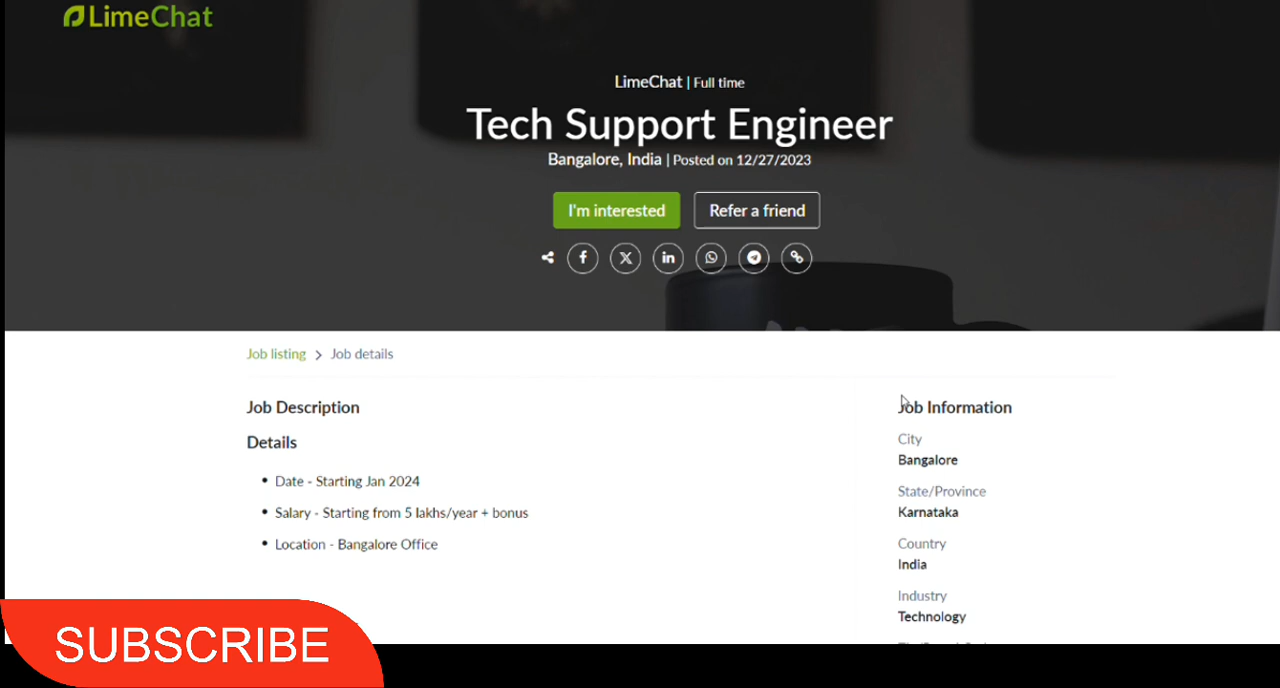 LimeChat
LimeChat | Full time
Tech Support Engineer
Bangalore, India | Posted on 12/27/2023
I'm interested
Refer a friend
Job listing > Job details
Job Description
Details
• Date - Starting Jan 2024
• Salary - Starting from 5 lakhs/year + bonus
• Location - Bangalore Office
Job Information
City
Bangalore
State/Province
Karnataka
Country
India
Industry
Technology
SUBSCRIBE